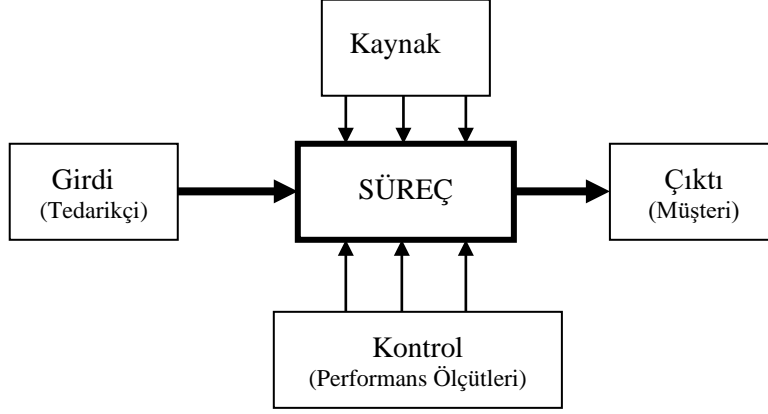 Kaynak
Girdi
(Tedarikçi)
SÜREÇ
Çıktı
(Müşteri)
Kontrol
(Performans Ölçütleri)